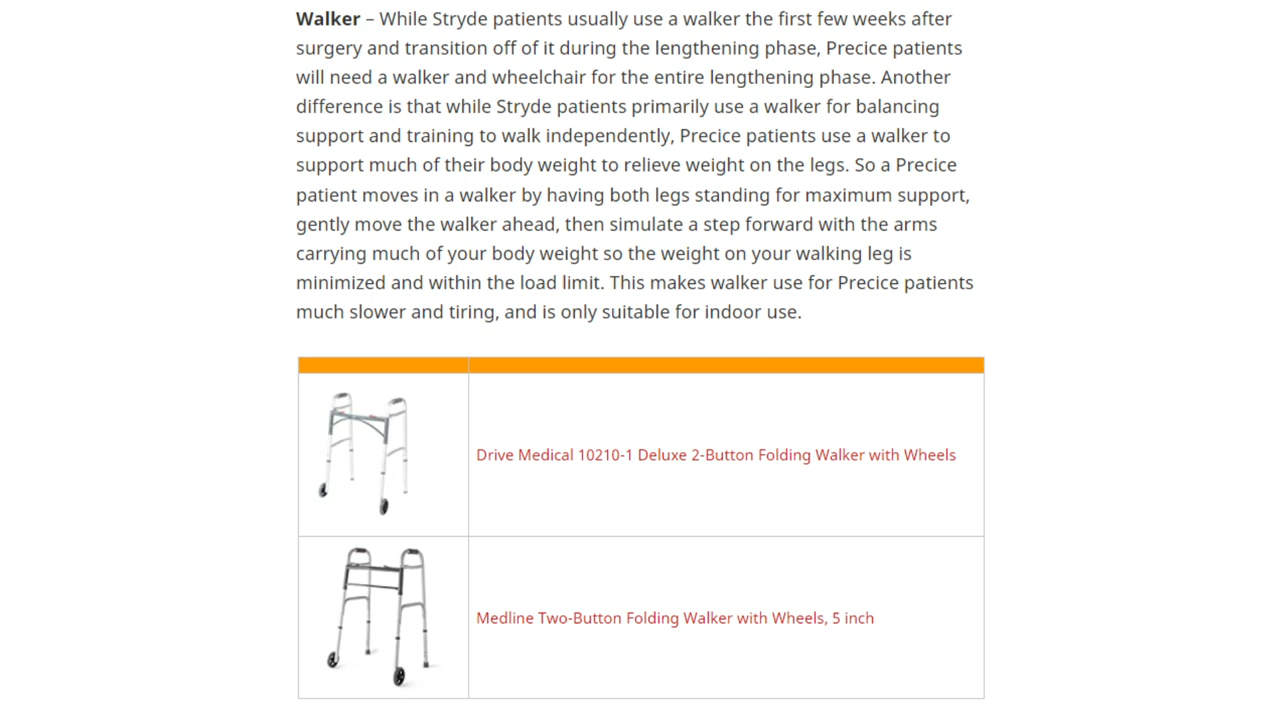 Walker – While Stryde patients usually use a walker the first few weeks after
surgery and transition off of it during the lengthening phase, Precice patients
will need a walker and wheelchair for the entire lengthening phase. Another
difference is that while Stryde patients primarily use a walker for balancing
support and training to walk independently, Precice patients use a walker to
support much of their body weight to relieve weight on the legs. So a Precice
patient moves in a walker by having both legs standing for maximum support,
gently move the walker ahead, then simulate a step forward with the arms
carrying much of your body weight so the weight on your walking leg is
minimized and within the load limit. This makes walker use for Precice patients
much slower and tiring, and is only suitable for indoor use.
Drive Medical 10210-1 Deluxe 2-Button Folding Walker with Wheels
Medline Two-Button Folding Walker with Wheels, 5 inch